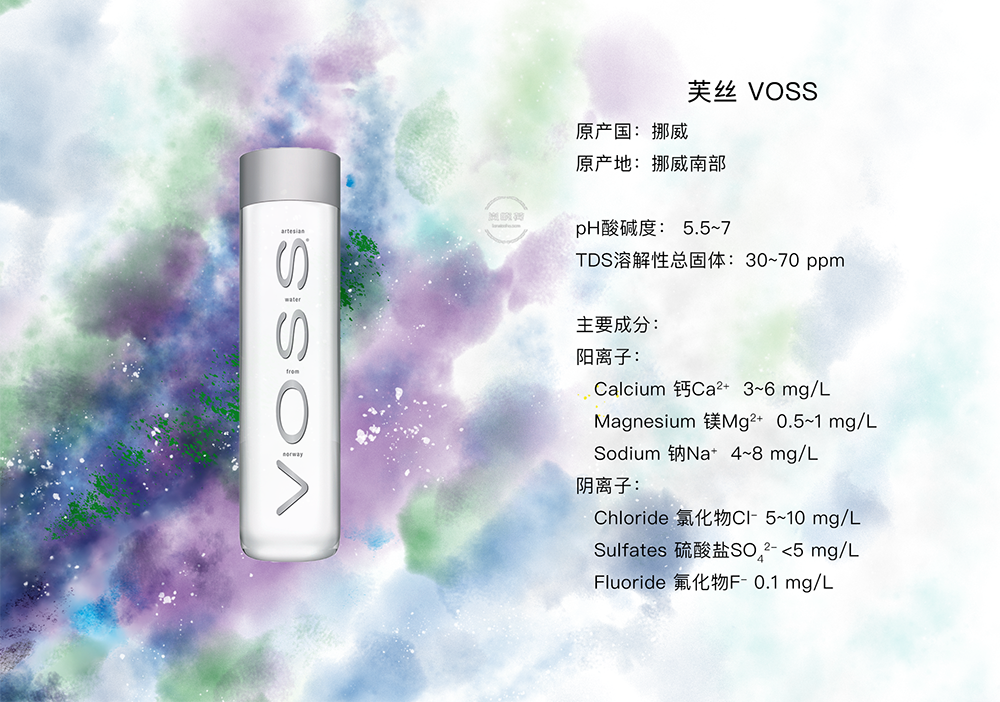 芙丝 VOSS
原产国：挪威
原产地：挪威南部
pH酸碱度： 5.5~7
TDS溶解性总固体：30~70 ppm
主要成分：
阳离子：
Calcium 钙Ca²⁺ 3~6 mg/L
Magnesium 镁Mg²⁺ 0.5~1 mg/L
Sodium 钠Na⁺ 4~8 mg/L
阴离子：
Chloride 氯化物Cl⁻ 5~10 mg/L
Sulfates 硫酸盐SO₄²⁻ <5 mg/L
Fluoride 氟化物F⁻ 0.1 mg/L
artesian
water
from
norway
VOSS